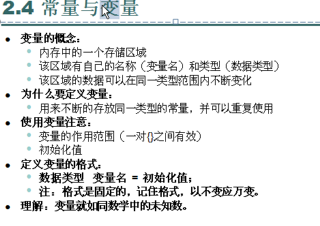 2.4 常量与变量
变量的概念：
内存中的一个存储区域
该区域有自己的名称（变量名）和类型（数据类型）
该区域的数据可以在同一类型范围内不断变化
为什么要定义变量：
用来不断的存放同一类型的常量，并可以重复使用
使用变量注意：
变量的作用范围（一对{}之间有效）
初始化值
定义变量的格式：
数据类型 变量名 = 初始化值；
注：格式是固定的，记住格式，以不变应万变。
理解：变量就如同数学中的未知数。